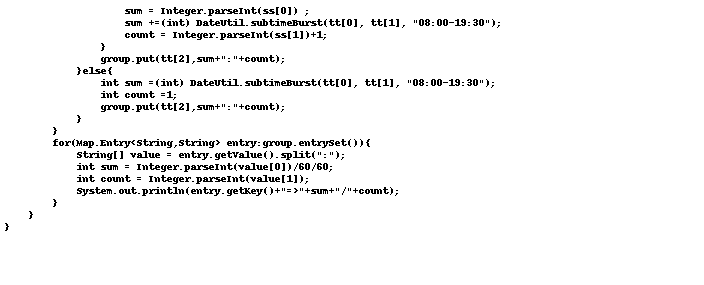 sum = Integer.parseInt(ss[0]) ;
sum +=(int) DateUtil.subtimeBurst(tt[0], tt[1], "08:00-19:30");
count = Integer.parseInt(ss[1])+1;
}
group.put(tt[2],sum+":"+count);
}else{
int sum =(int) DateUtil.subtimeBurst(tt[0], tt[1], "08:00-19:30");
int count =1;
group.put(tt[2],sum+":"+count);
}
}
for(Map.Entry<String,String> entry:group.entrySet()){
String[] value = entry.getValue().split(":");
int sum = Integer.parseInt(value[0])/60/60;
int count = Integer.parseInt(value[1]);
System.out.println(entry.getKey()+"=>"+sum+"/"+count);
}
}
}